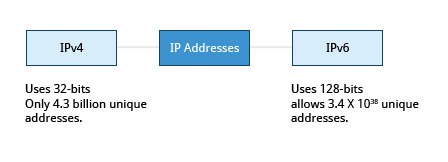 IPv4
IP Addresses
IPv6
Uses 32-bits
Only 4.3 billion unique
addresses.
Uses 128-bits
allows 3.4 X 10³⁸ unique
addresses.